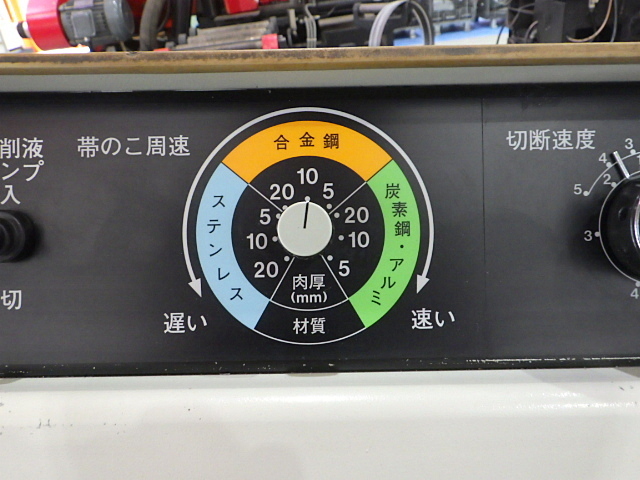 削液
ンプ
入
切
帯のこ周速
合金鋼
ステンレス
炭素鋼・アルミ
20 10 5
5 20
10 10
20 5
肉厚
(mm)
材質
遅い
速い
切断速度
5 4 3
2
3
4